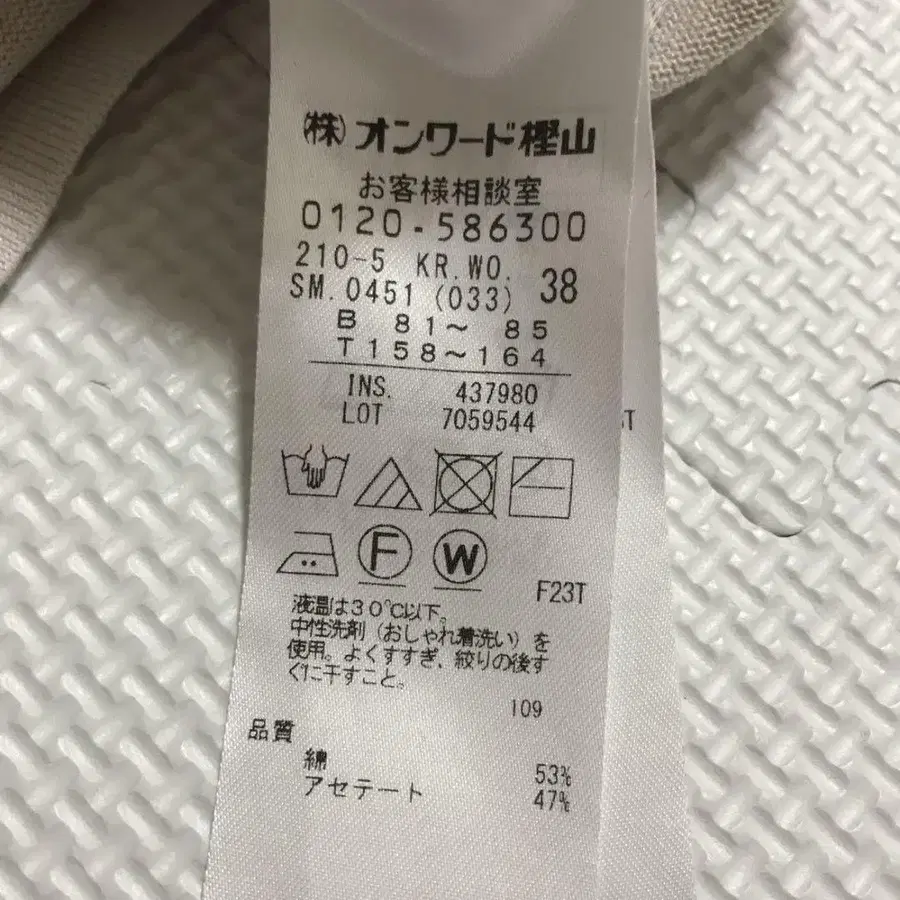 (株)オンワード樫山
お客様相談室
0120-586300
210-5 KR.WO. 38
SM.0451 (033)
B 81〜 85
T158〜164
INS. 437980
LOT 7059544
F W
F23T
液温は30℃以下。
中性洗剤(おしゃれ着洗い)を
使用。よくすすぎ、絞りの後す
ぐに干すこと。
109
品質
綿 53%
アセテート 47%